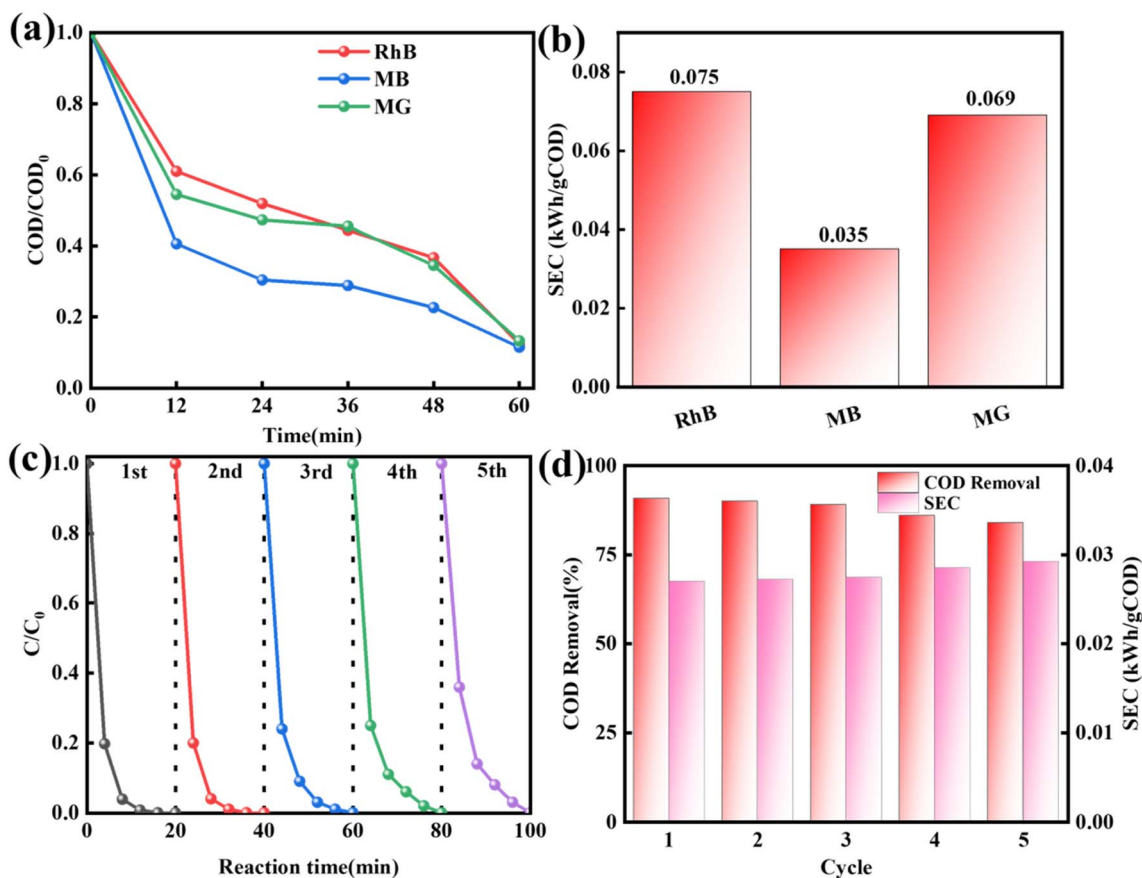 (a)
RhB
MB
MG
1.0
0.8
0.6
0.4
0.2
0.0
COD/COD₀
0 12 24 36 48 60
Time(min)
(b)
0.075
0.035
0.069
0.08
0.06
0.04
0.02
0.00
SEC (kWh/gCOD)
RhB MB MG
(c)
1st 2nd 3rd 4th 5th
1.0
0.8
0.6
0.4
0.2
0.0
C/C₀
0 20 40 60 80 100
Reaction time(min)
(d)
COD Removal
SEC
100
75
50
25
0
COD Removal(%)
0.04
0.03
0.02
0.01
0.00
SEC (kWh/gCOD)
1 2 3 4 5
Cycle